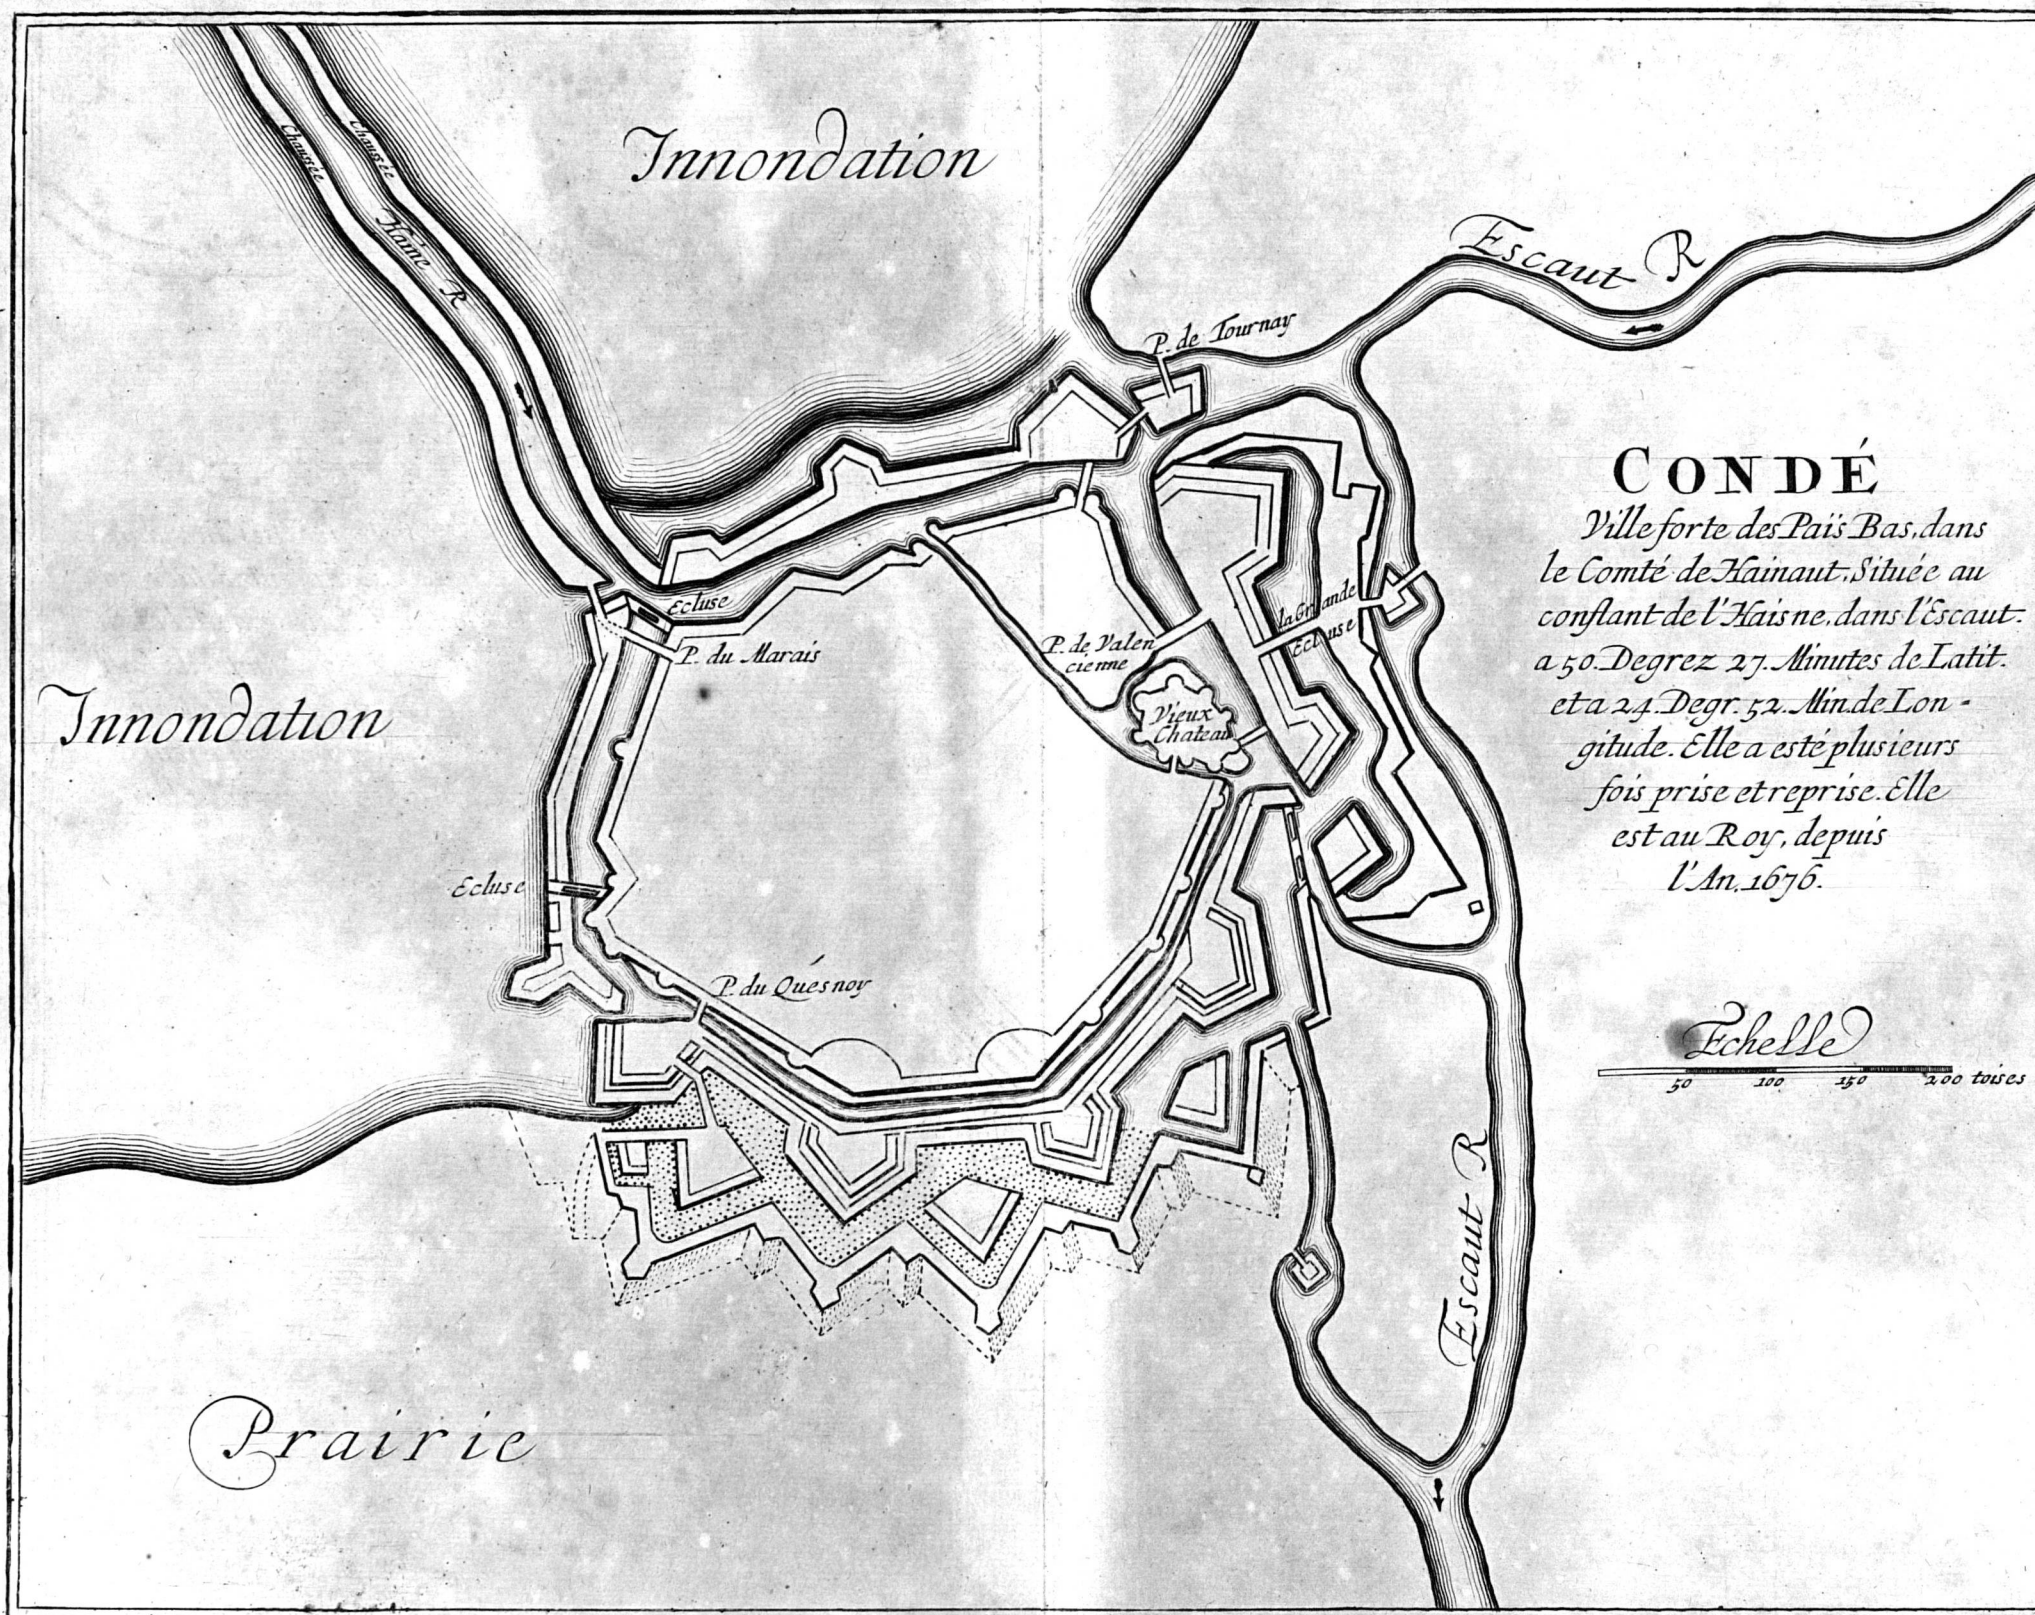 Chaussée
Chaussée
Haine R
Innondation
Escaut R
P. de Tournay
CONDÉ
Ville forte des Païs Bas, dans
le Comté de Hainaut, Située au
conflant de l'Haisne, dans l'Escaut.
a 50. Degrez 27. Minutes de Latit.
et a 24. Degr. 52. Min. de Lon-
gitude. Elle a esté plusieurs
fois prise et reprise. Elle
est au Roy, depuis
l'An, 1676.
Ecluse
P. du Marais
la Grande
Ecluse
P. de Valen
cienne
Vieux
Chateau
Innondation
Ecluse
P. du Quésnoy
Echelle
50 100 150 200 toises
Escaut R
Prairie